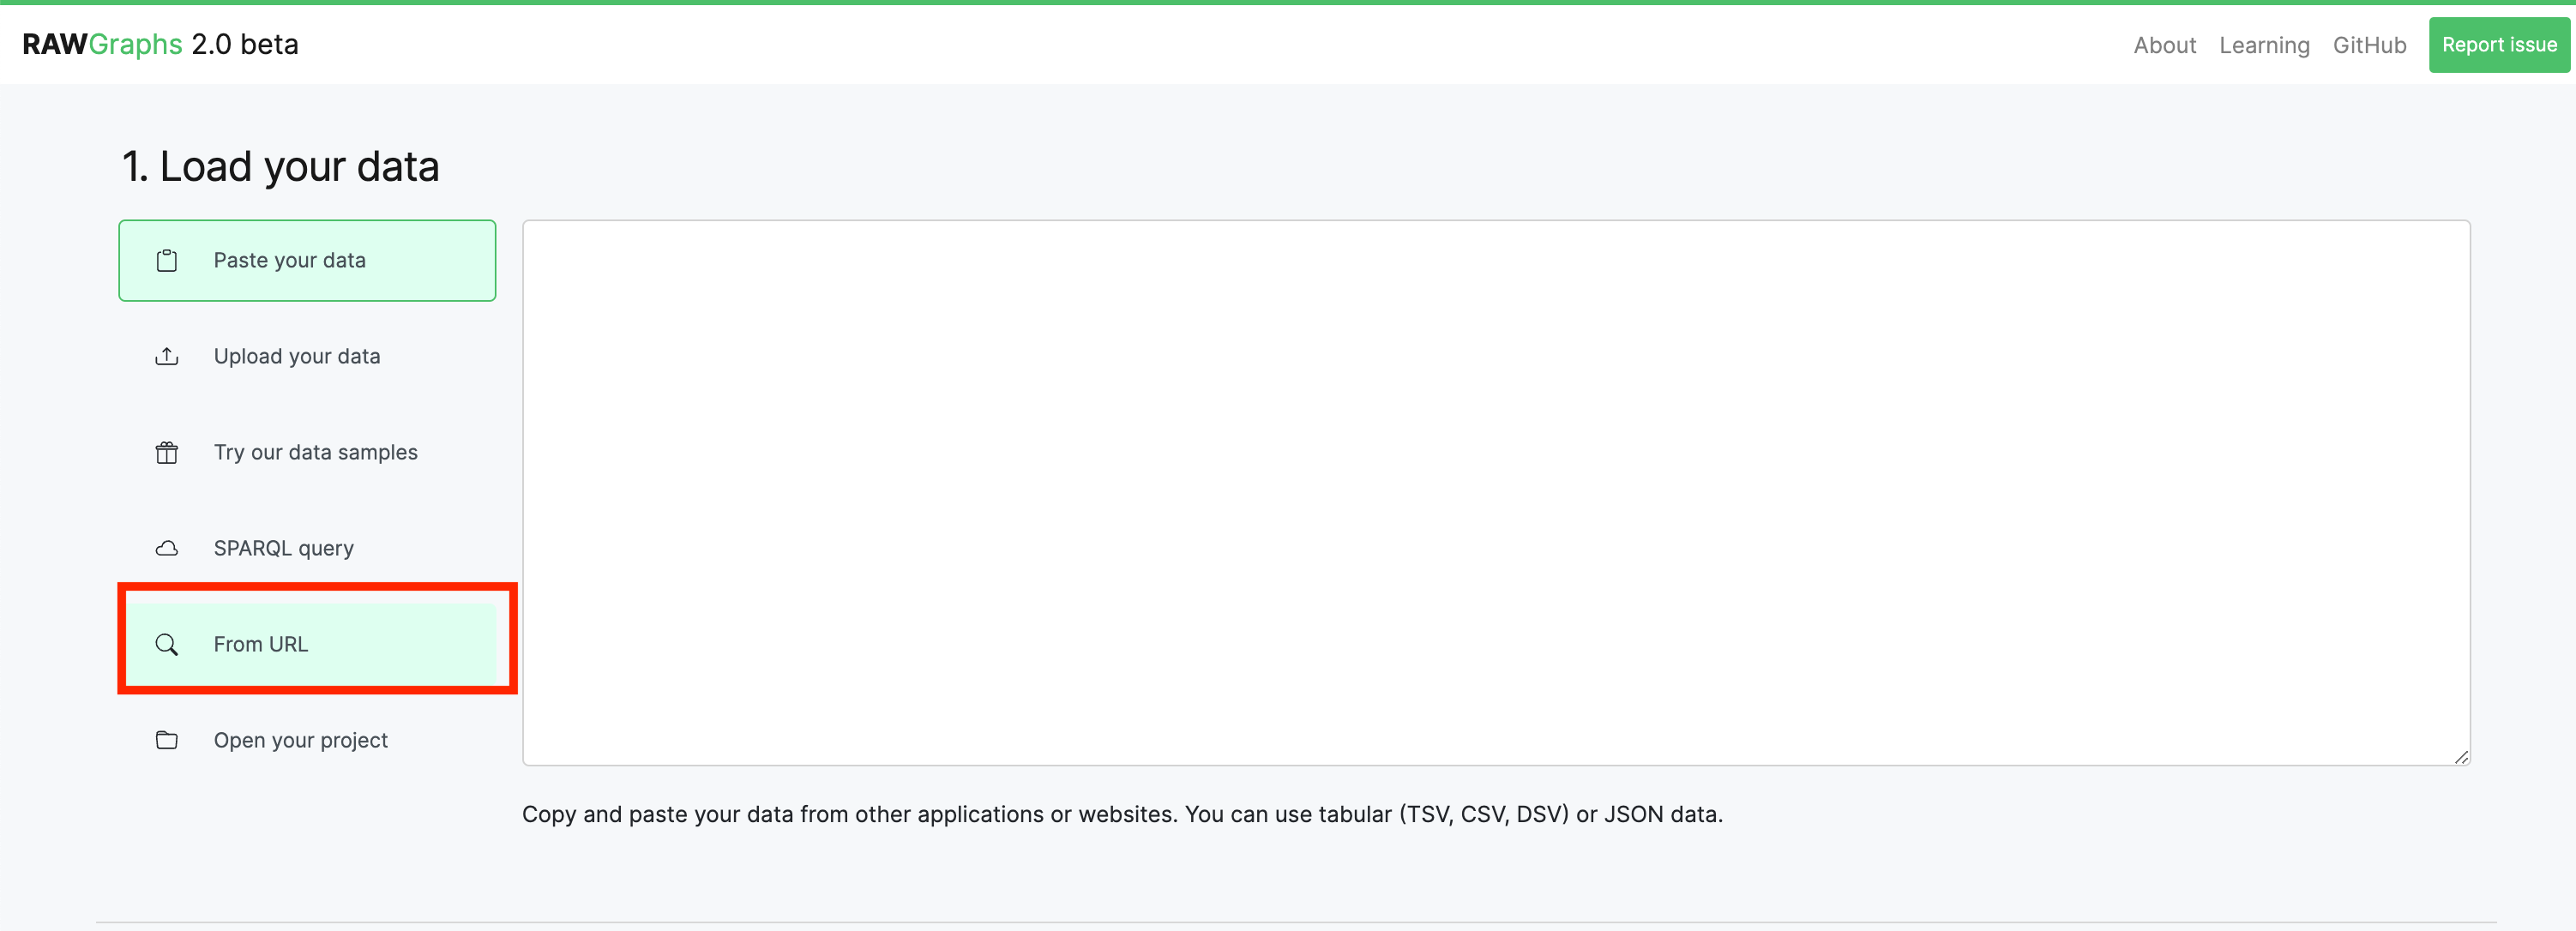 RAWGraphs 2.0 beta
About Learning GitHub Report issue
1. Load your data
Paste your data
Upload your data
Try our data samples
SPARQL query
From URL
Open your project
Copy and paste your data from other applications or websites. You can use tabular (TSV, CSV, DSV) or JSON data.